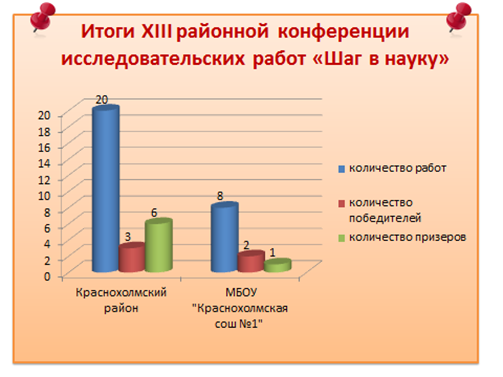 Итоги XIII районной конференции
исследовательских работ «Шаг в науку»
20
18
16
14
12
10
8
6
4
2
0
20
3
6
8
2
1
Краснохолмский
район
МБОУ
"Краснохолмская
сош №1"
количество работ
количество
победителей
количество призеров